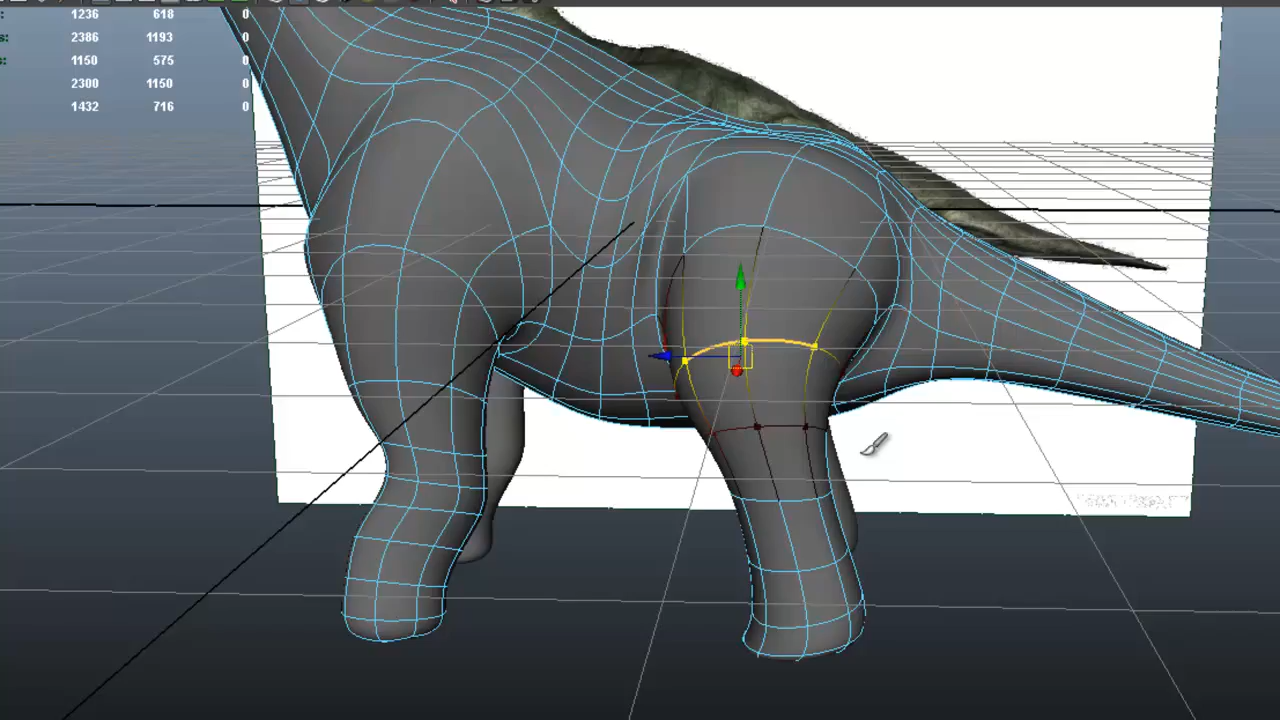 : 1236 618 0
s: 2386 1193 0
s: 1150 575 0
2300 1150 0
1432 716 0